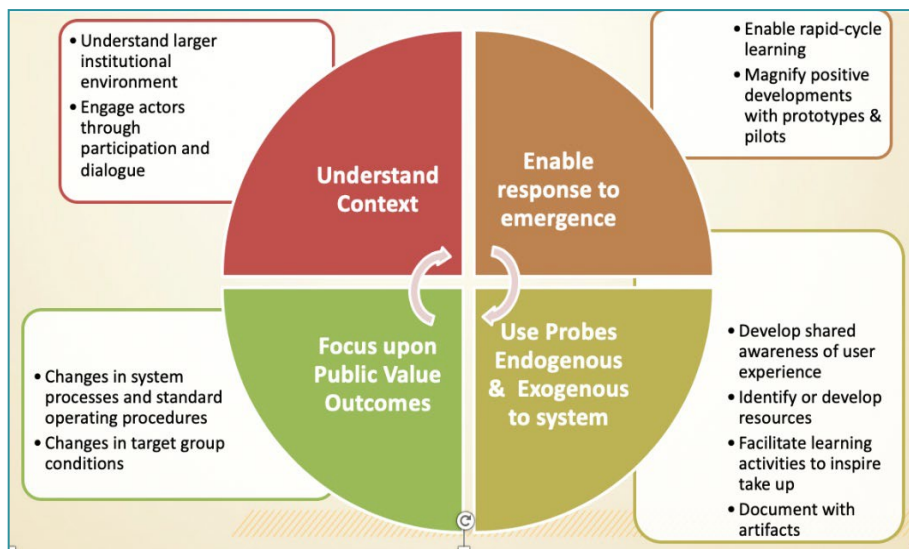 • Understand larger
institutional
environment
• Engage actors
through
participation and
dialogue
Understand
Context
Enable
response to
emergence
• Enable rapid-cycle
learning
• Magnify positive
developments
with prototypes &
pilots
• Changes in system
processes and standard
operating procedures
• Changes in target group
conditions
Focus upon
Public Value
Outcomes
Use Probes
Endogenous
& Exogenous
to system
• Develop shared
awareness of user
experience
• Identify or develop
resources
• Facilitate learning
activities to inspire
take up
• Document with
artifacts